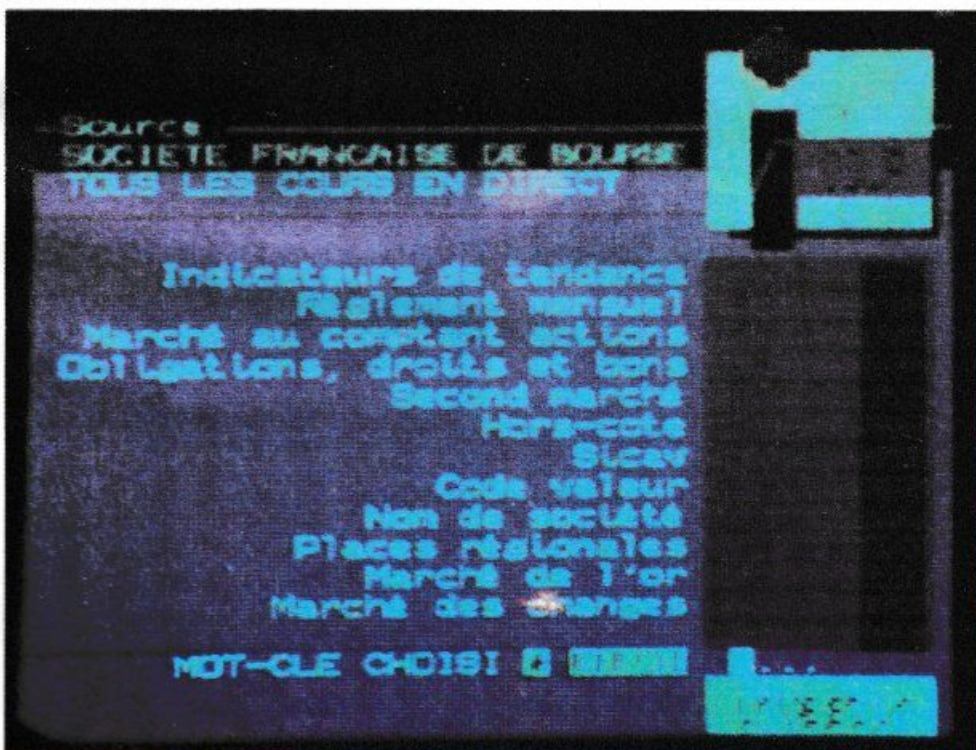 Source
SOCIETE FRANCAISE DE BOURSE
TOUS LES COURS EN DIRECT
Indicateurs de tendance
Règlement mensuel
Marché au comptant actions
Obligations, droits et bons
Second marché
Hors-cote
Sicav
Code valeur
Nom de société
Places régionales
Marché de l'or
Marché des changes
MOT-CLE CHOISI